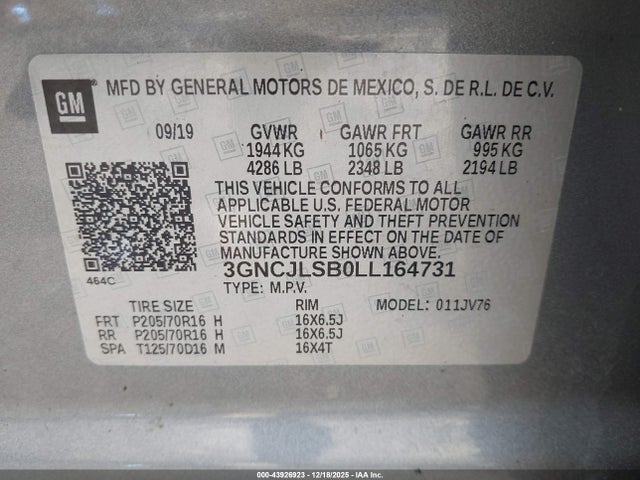 GM MFD BY GENERAL MOTORS DE MEXICO, S. DE R.L. DE C.V.
09/19 GVWR GAWR FRT GAWR RR
1944 KG 1065 KG 995 KG
4286 LB 2348 LB 2194 LB
THIS VEHICLE CONFORMS TO ALL
APPLICABLE U.S. FEDERAL MOTOR
VEHICLE SAFETY AND THEFT PREVENTION
STANDARDS IN EFFECT ON THE DATE OF
MANUFACTURE SHOWN ABOVE.
464C 3GNCJLSB0LL164731
TYPE: M.P.V.
TIRE SIZE RIM MODEL: 011JV76
FRT P205/70R16 H 16X6.5J
RR P205/70R16 H 16X6.5J
SPA T125/70D16 M 16X4T
000-43926923 - 12/18/2025 - IAAI.COM